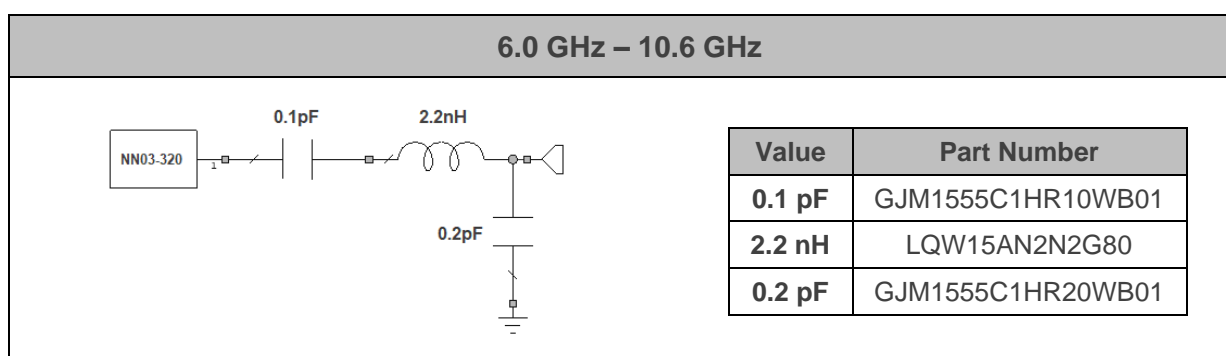 6.0 GHz – 10.6 GHz
0.1pF
2.2nH
NN03-320
1
0.2pF
Value Part Number
0.1 pF GJM1555C1HR10WB01
2.2 nH LQW15AN2N2G80
0.2 pF GJM1555C1HR20WB01